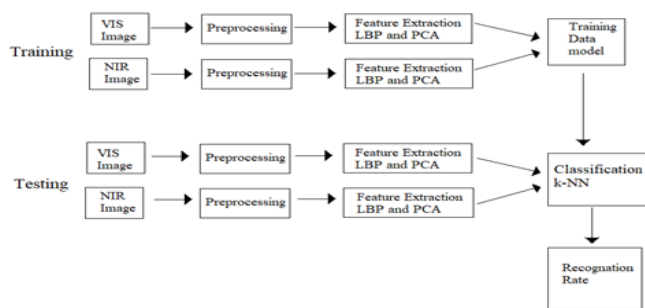 VIS
Image
Preprocessing
Feature Extraction
LBP and PCA
Training
Data
model
Training
NIR
Image
Preprocessing
Feature Extraction
LBP and PCA
VIS
Image
Preprocessing
Feature Extraction
LBP and PCA
Classification
k-NN
Testing
NIR
Image
Preprocessing
Feature Extraction
LBP and PCA
Recognation
Rate